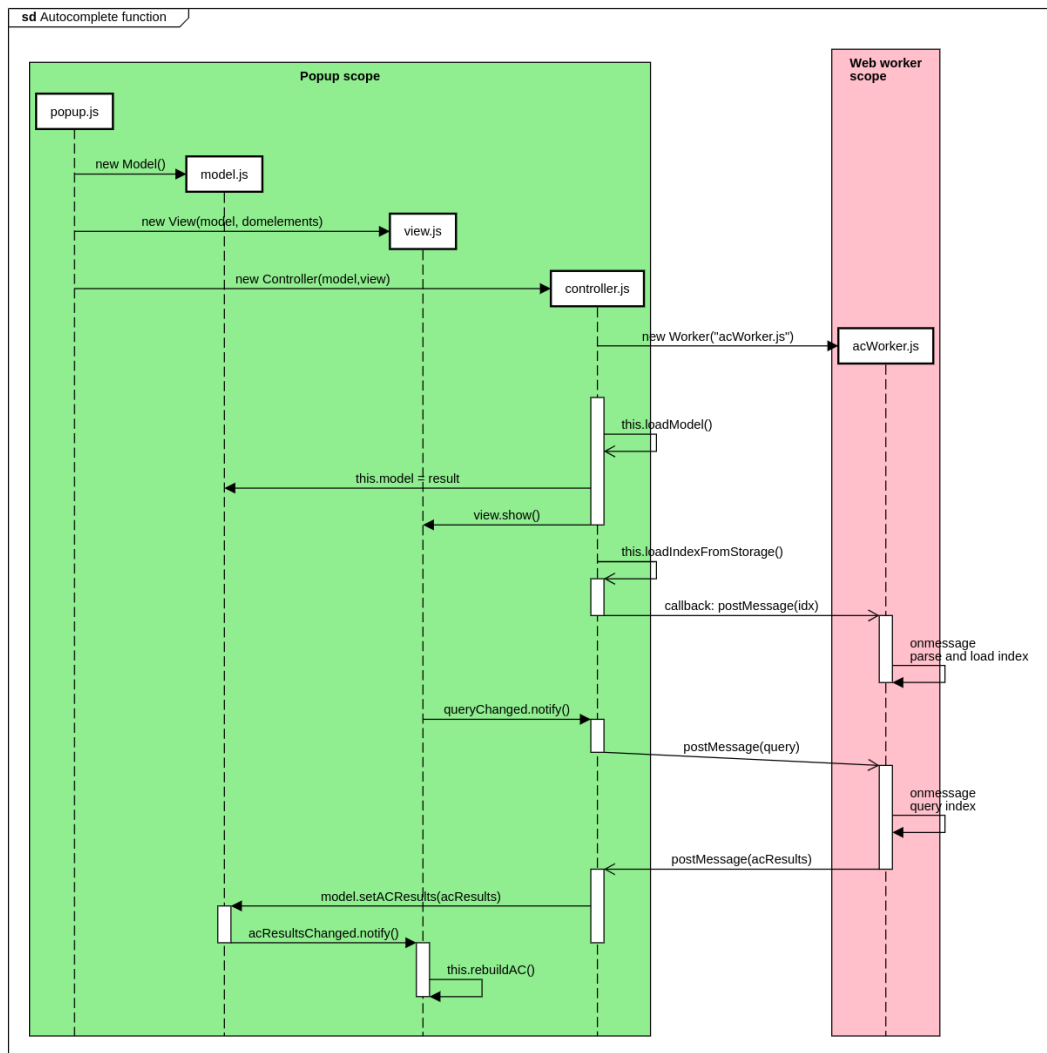 sd Autocomplete function
Popup scope
Web worker
scope
popup.js
new Model()
model.js
new View(model, domelements)
view.js
new Controller(model,view)
controller.js
new Worker("acWorker.js")
acWorker.js
this.loadModel()
this.model = result
view.show()
this.loadIndexFromStorage()
callback: postMessage(idx)
onmessage
parse and load index
queryChanged.notify()
postMessage(query)
onmessage
query index
postMessage(acResults)
model.setACResults(acResults)
acResultsChanged.notify()
this.rebuildAC()